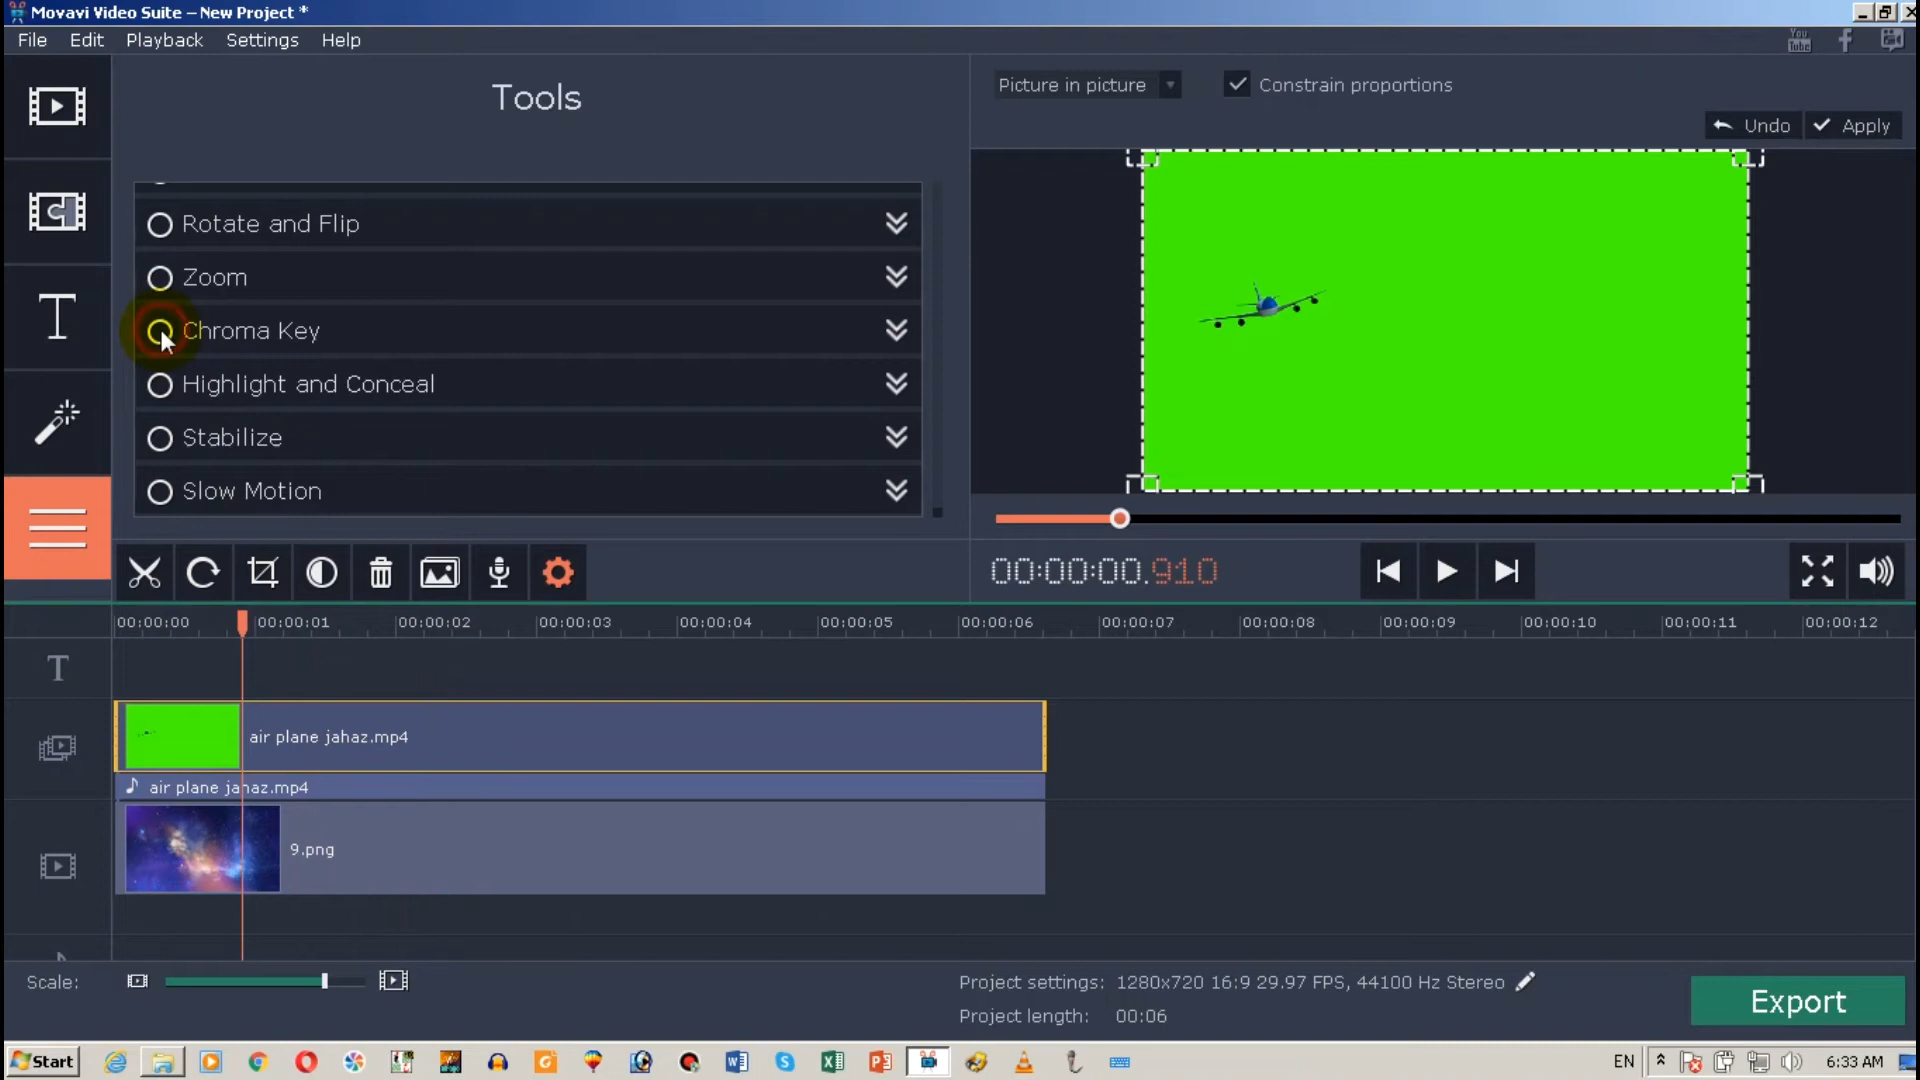 Movavi Video Suite – New Project *
File Edit Playback Settings Help
You Tube
Tools
Picture in picture
Constrain proportions
Undo
Apply
Rotate and Flip
Zoom
Chroma Key
Highlight and Conceal
Stabilize
Slow Motion
00:00:00.910
00:00:00 00:00:01 00:00:02 00:00:03 00:00:04 00:00:05 00:00:06 00:00:07 00:00:08 00:00:09 00:00:10 00:00:11 00:00:12
air plane jahaz.mp4
air plane jahaz.mp4
9.png
Scale:
Project settings: 1280x720 16:9 29.97 FPS, 44100 Hz Stereo
Project length: 00:06
Export
Start
EN
6:33 AM